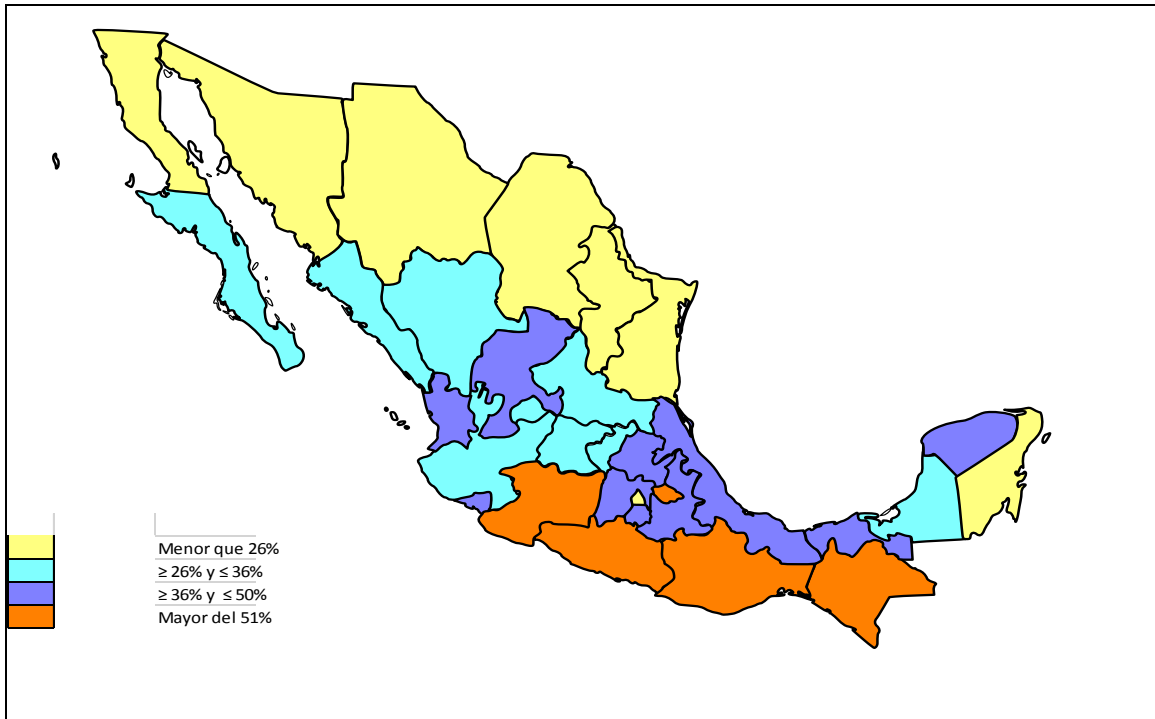 Menor que 26%
≥ 26% y ≤ 36%
≥ 36% y ≤ 50%
Mayor del 51%